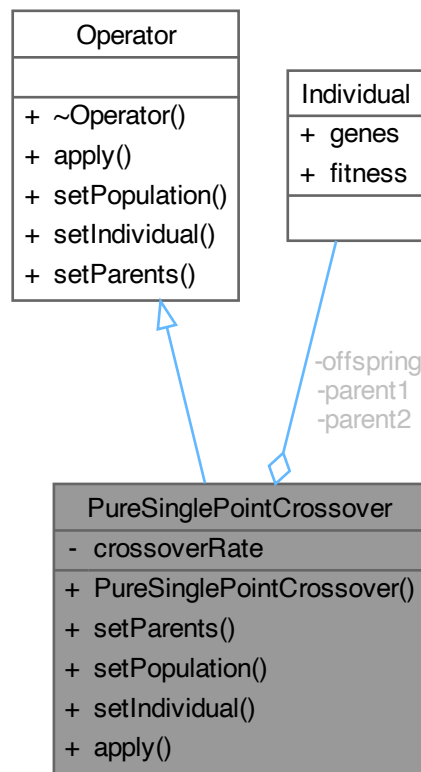 Operator
+ ~Operator()
+ apply()
+ setPopulation()
+ setIndividual()
+ setParents()
Individual
+ genes
+ fitness
-offspring
-parent1
-parent2
PureSinglePointCrossover
- crossoverRate
+ PureSinglePointCrossover()
+ setParents()
+ setPopulation()
+ setIndividual()
+ apply()